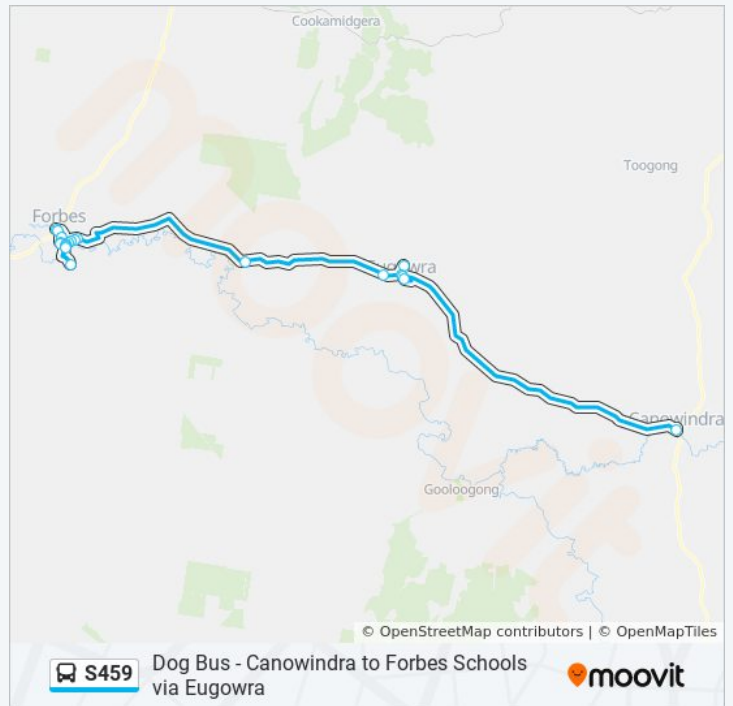 Cookamidgera
Toogong
Forbes
Eugowra
Canowindra
Gooloogong
moovit
© OpenStreetMap contributors | © OpenMapTiles
S459
Dog Bus - Canowindra to Forbes Schools
via Eugowra
moovit